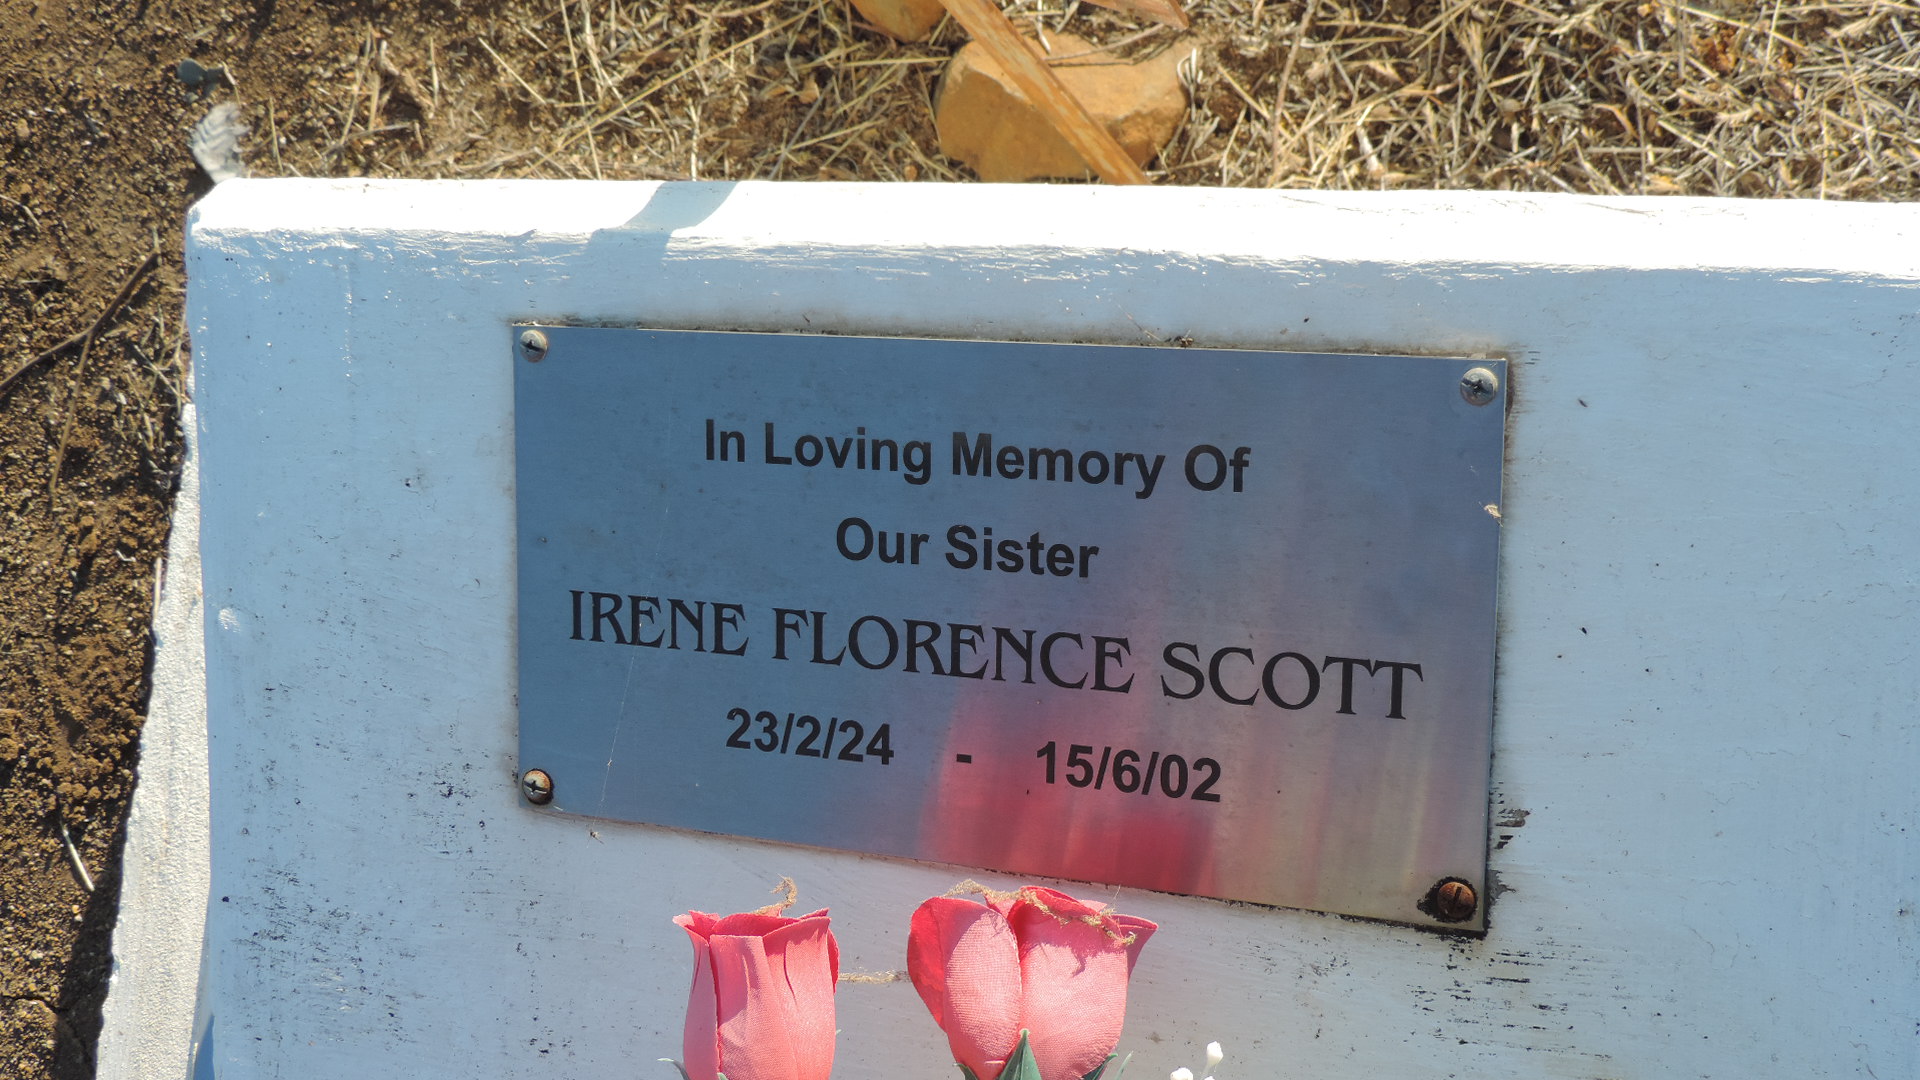 In Loving Memory Of
Our Sister
IRENE FLORENCE SCOTT
23/2/24 - 15/6/02